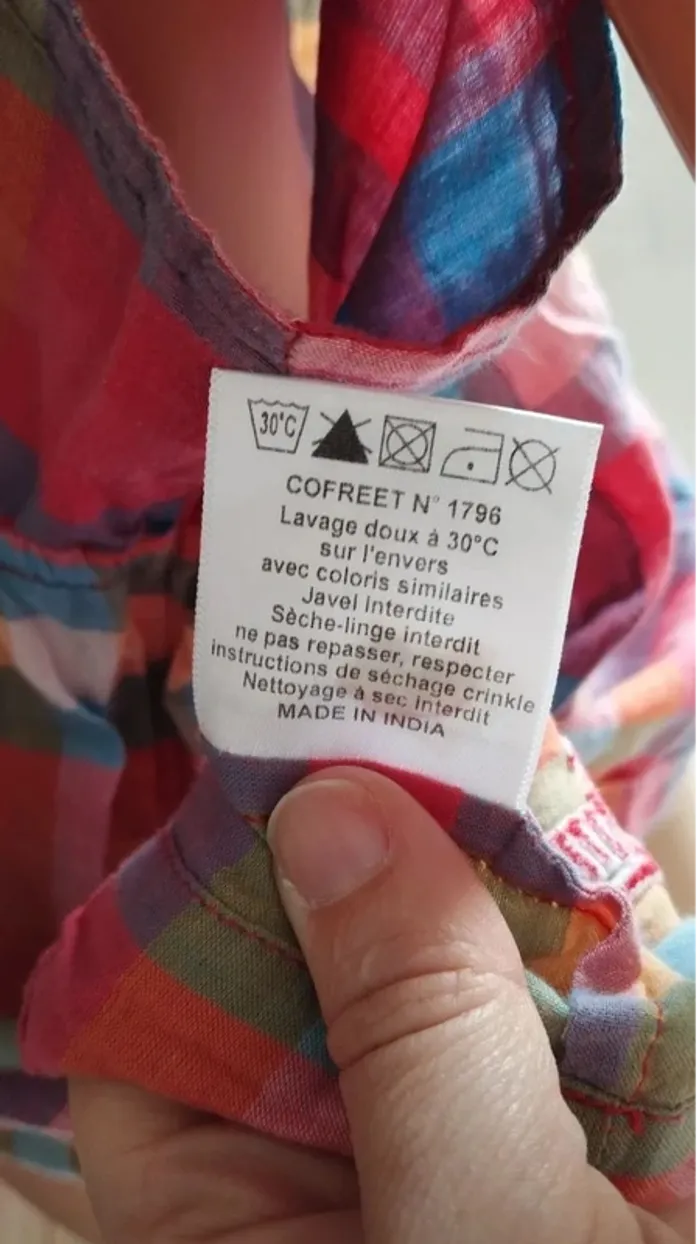 30°C
COFREET N° 1796
Lavage doux à 30°C
sur l'envers
avec coloris similaires
Javel interdite
Sèche-linge interdit
ne pas repasser, respecter
instructions de séchage crinkle
Nettoyage à sec interdit
MADE IN INDIA